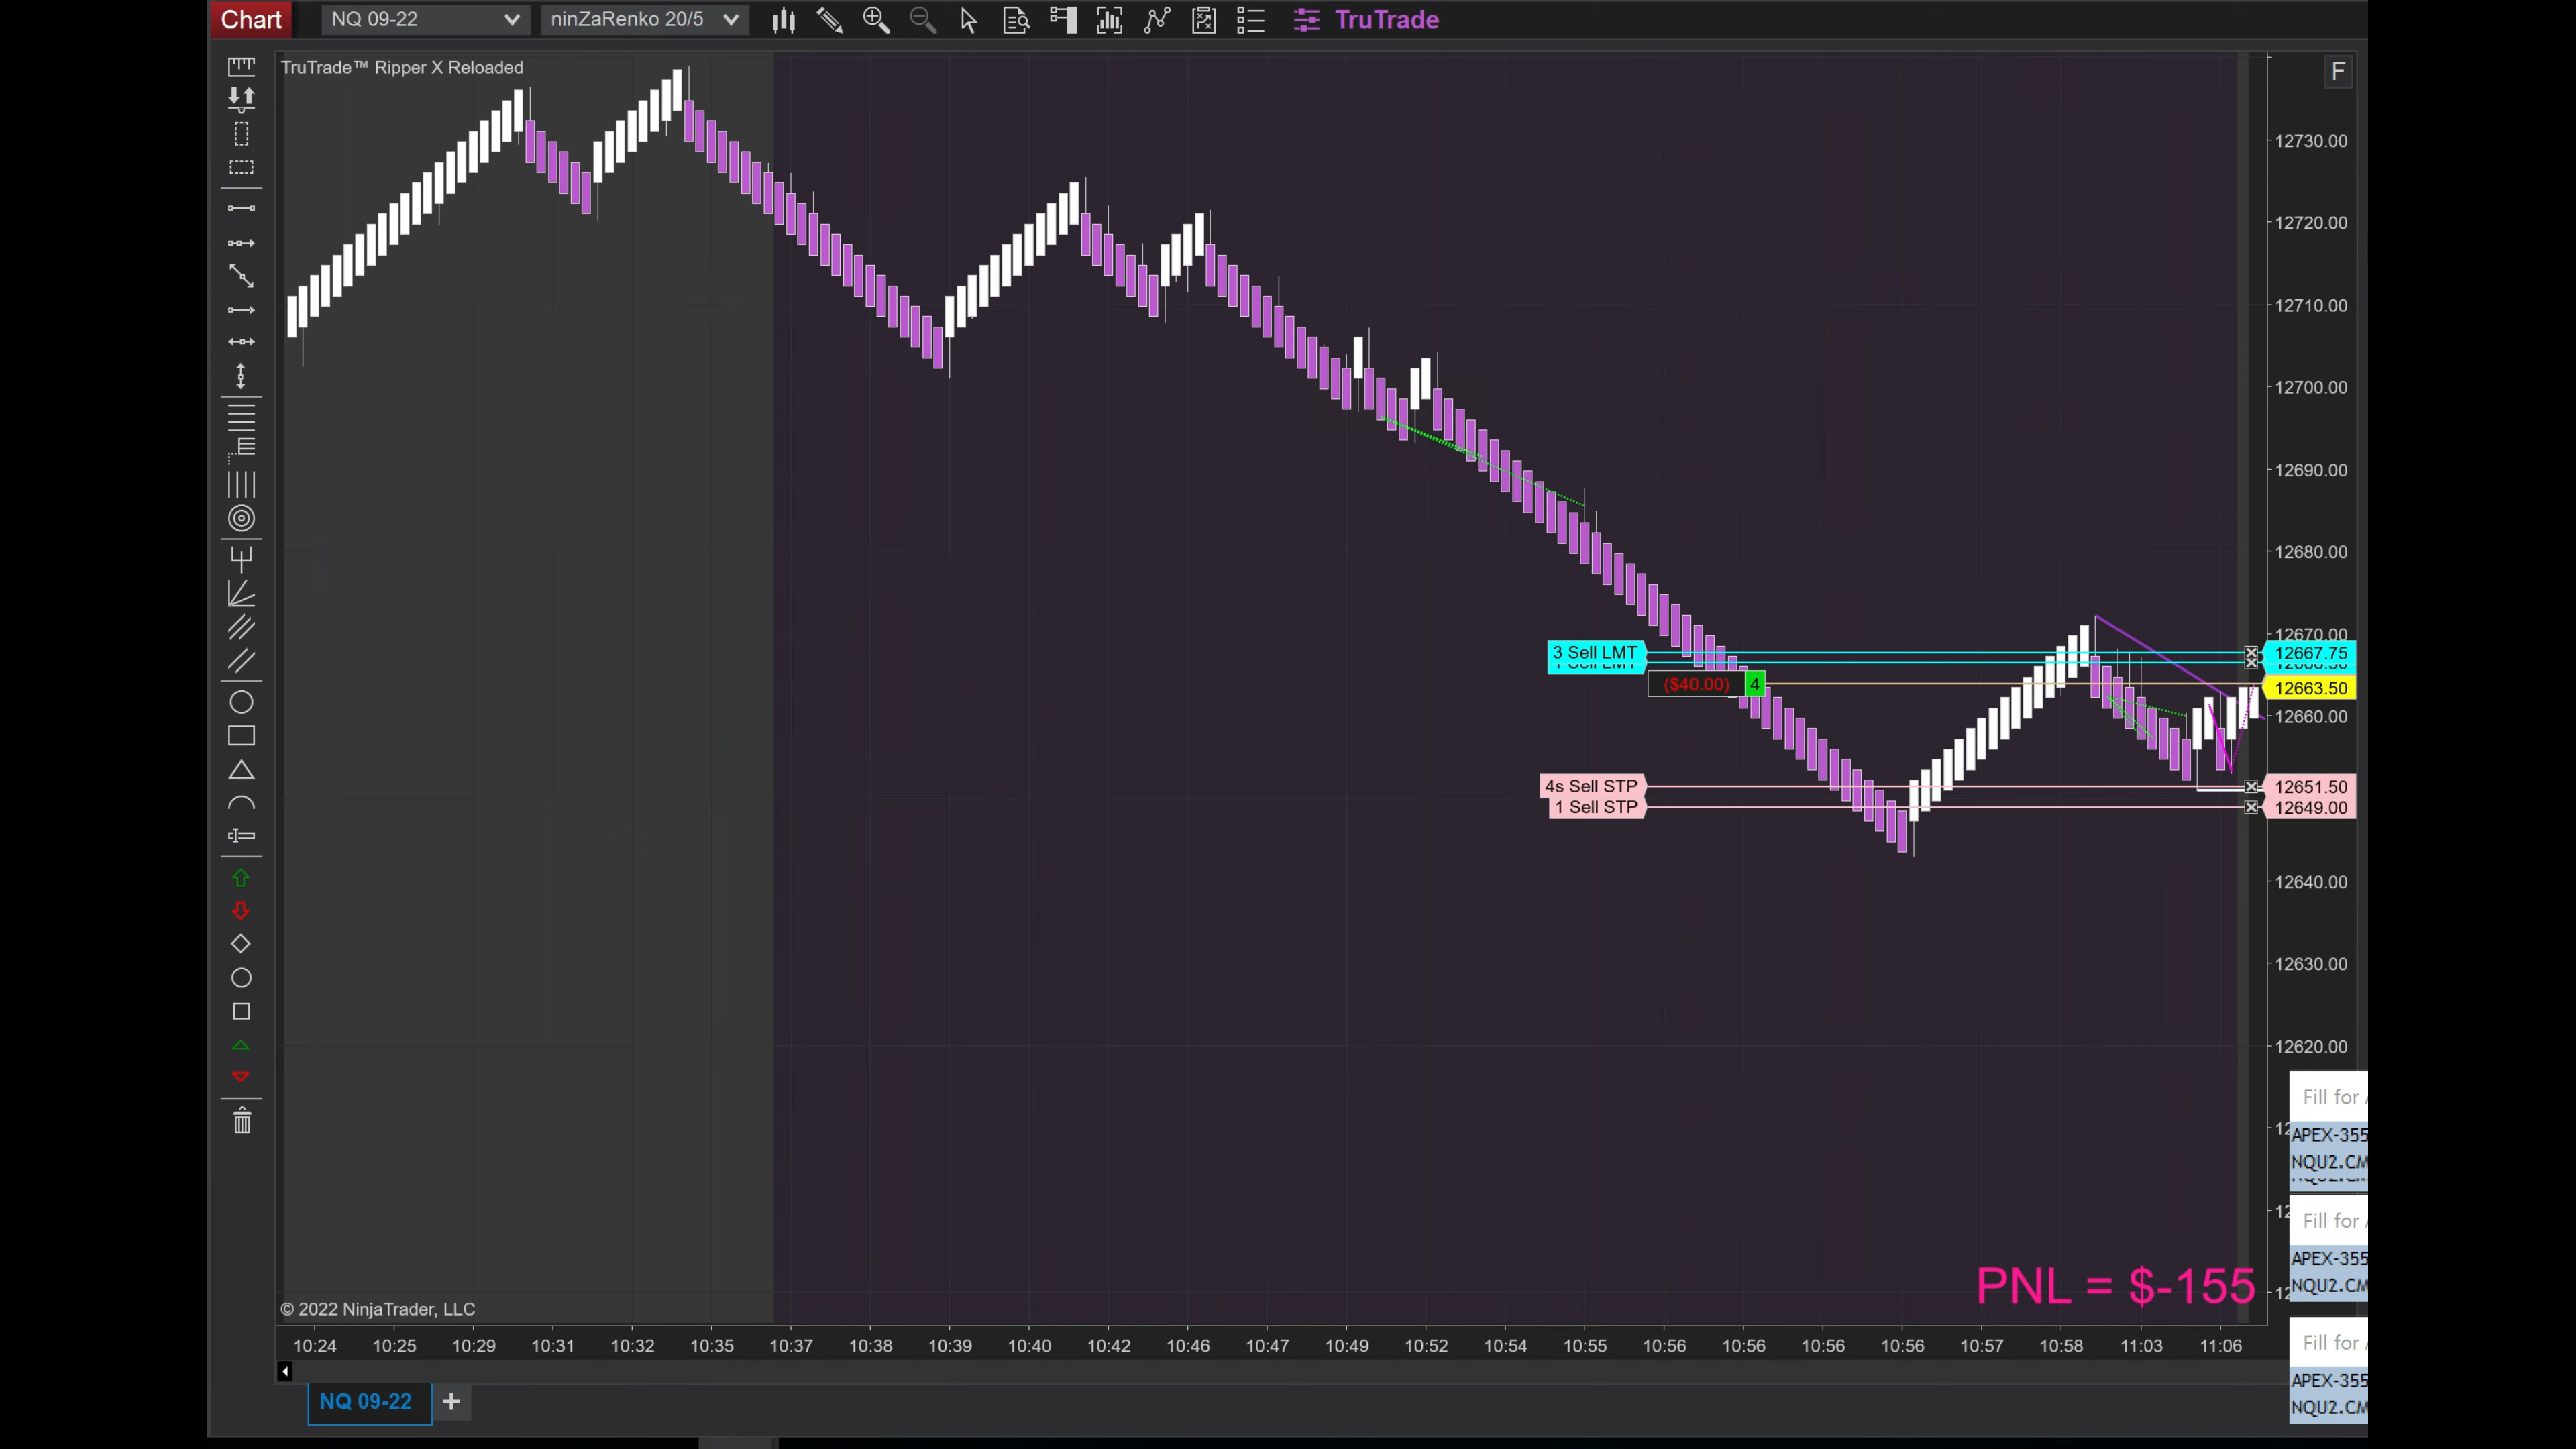 Chart NQ 09-22 ninZaRenko 20/5 TruTrade
TruTrade™ Ripper X Reloaded
F
12730.00
12720.00
12710.00
12700.00
12690.00
12680.00
12670.00
3 Sell LMT 12667.75
1 Sell LMT
($40.00) 4 12663.50
12660.00
4s Sell STP 12651.50
1 Sell STP 12649.00
12640.00
12630.00
12620.00
Fill for
APEX-355
NQU2.CM
Fill for
APEX-355
NQU2.CM
PNL = $-155
© 2022 NinjaTrader, LLC
Fill for
APEX-355
NQU2.CM
10:24 10:25 10:29 10:31 10:32 10:35 10:37 10:38 10:39 10:40 10:42 10:46 10:47 10:49 10:52 10:54 10:55 10:56 10:56 10:56 10:56 10:57 10:58 11:03 11:06
NQ 09-22 +